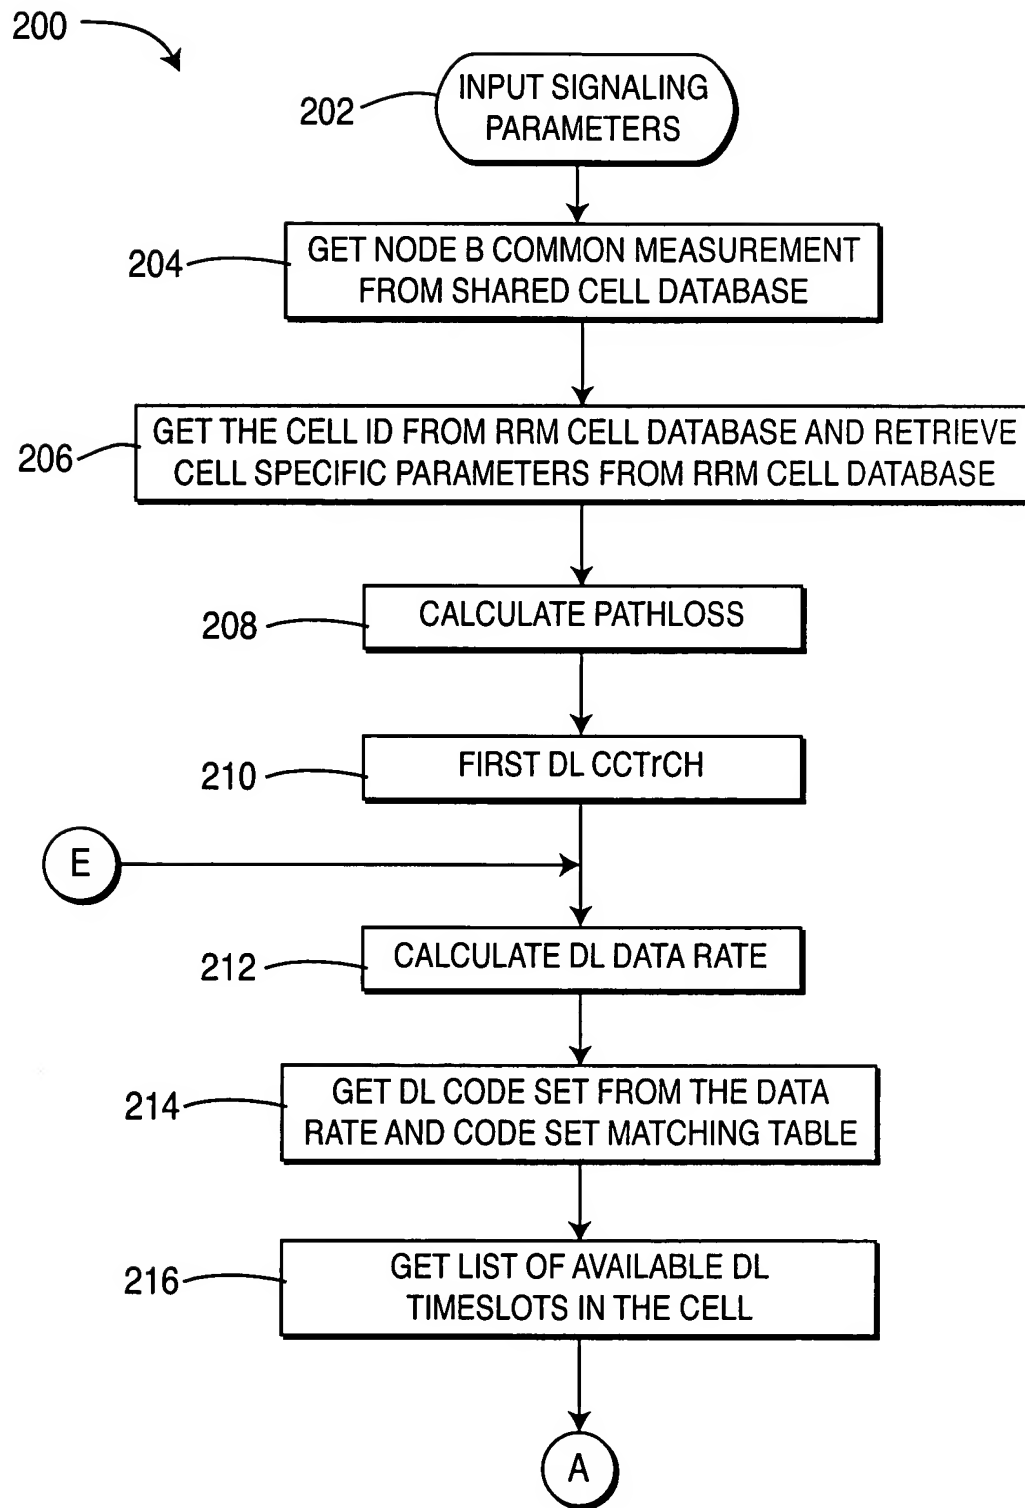 200
202
INPUT SIGNALING
PARAMETERS
204
GET NODE B COMMON MEASUREMENT
FROM SHARED CELL DATABASE
206
GET THE CELL ID FROM RRM CELL DATABASE AND RETRIEVE
CELL SPECIFIC PARAMETERS FROM RRM CELL DATABASE
208
CALCULATE PATHLOSS
210
FIRST DL CCTrCH
E
212
CALCULATE DL DATA RATE
214
GET DL CODE SET FROM THE DATA
RATE AND CODE SET MATCHING TABLE
216
GET LIST OF AVAILABLE DL
TIMESLOTS IN THE CELL
A